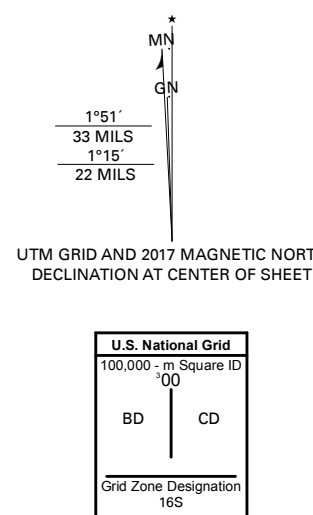 ★
MN
GN
1°51´
33 MILS
1°15´
22 MILS
UTM GRID AND 2017 MAGNETIC NORT
DECLINATION AT CENTER OF SHEET
U.S. National Grid
100,000 - m Square ID
³00
BD CD
Grid Zone Designation
16S